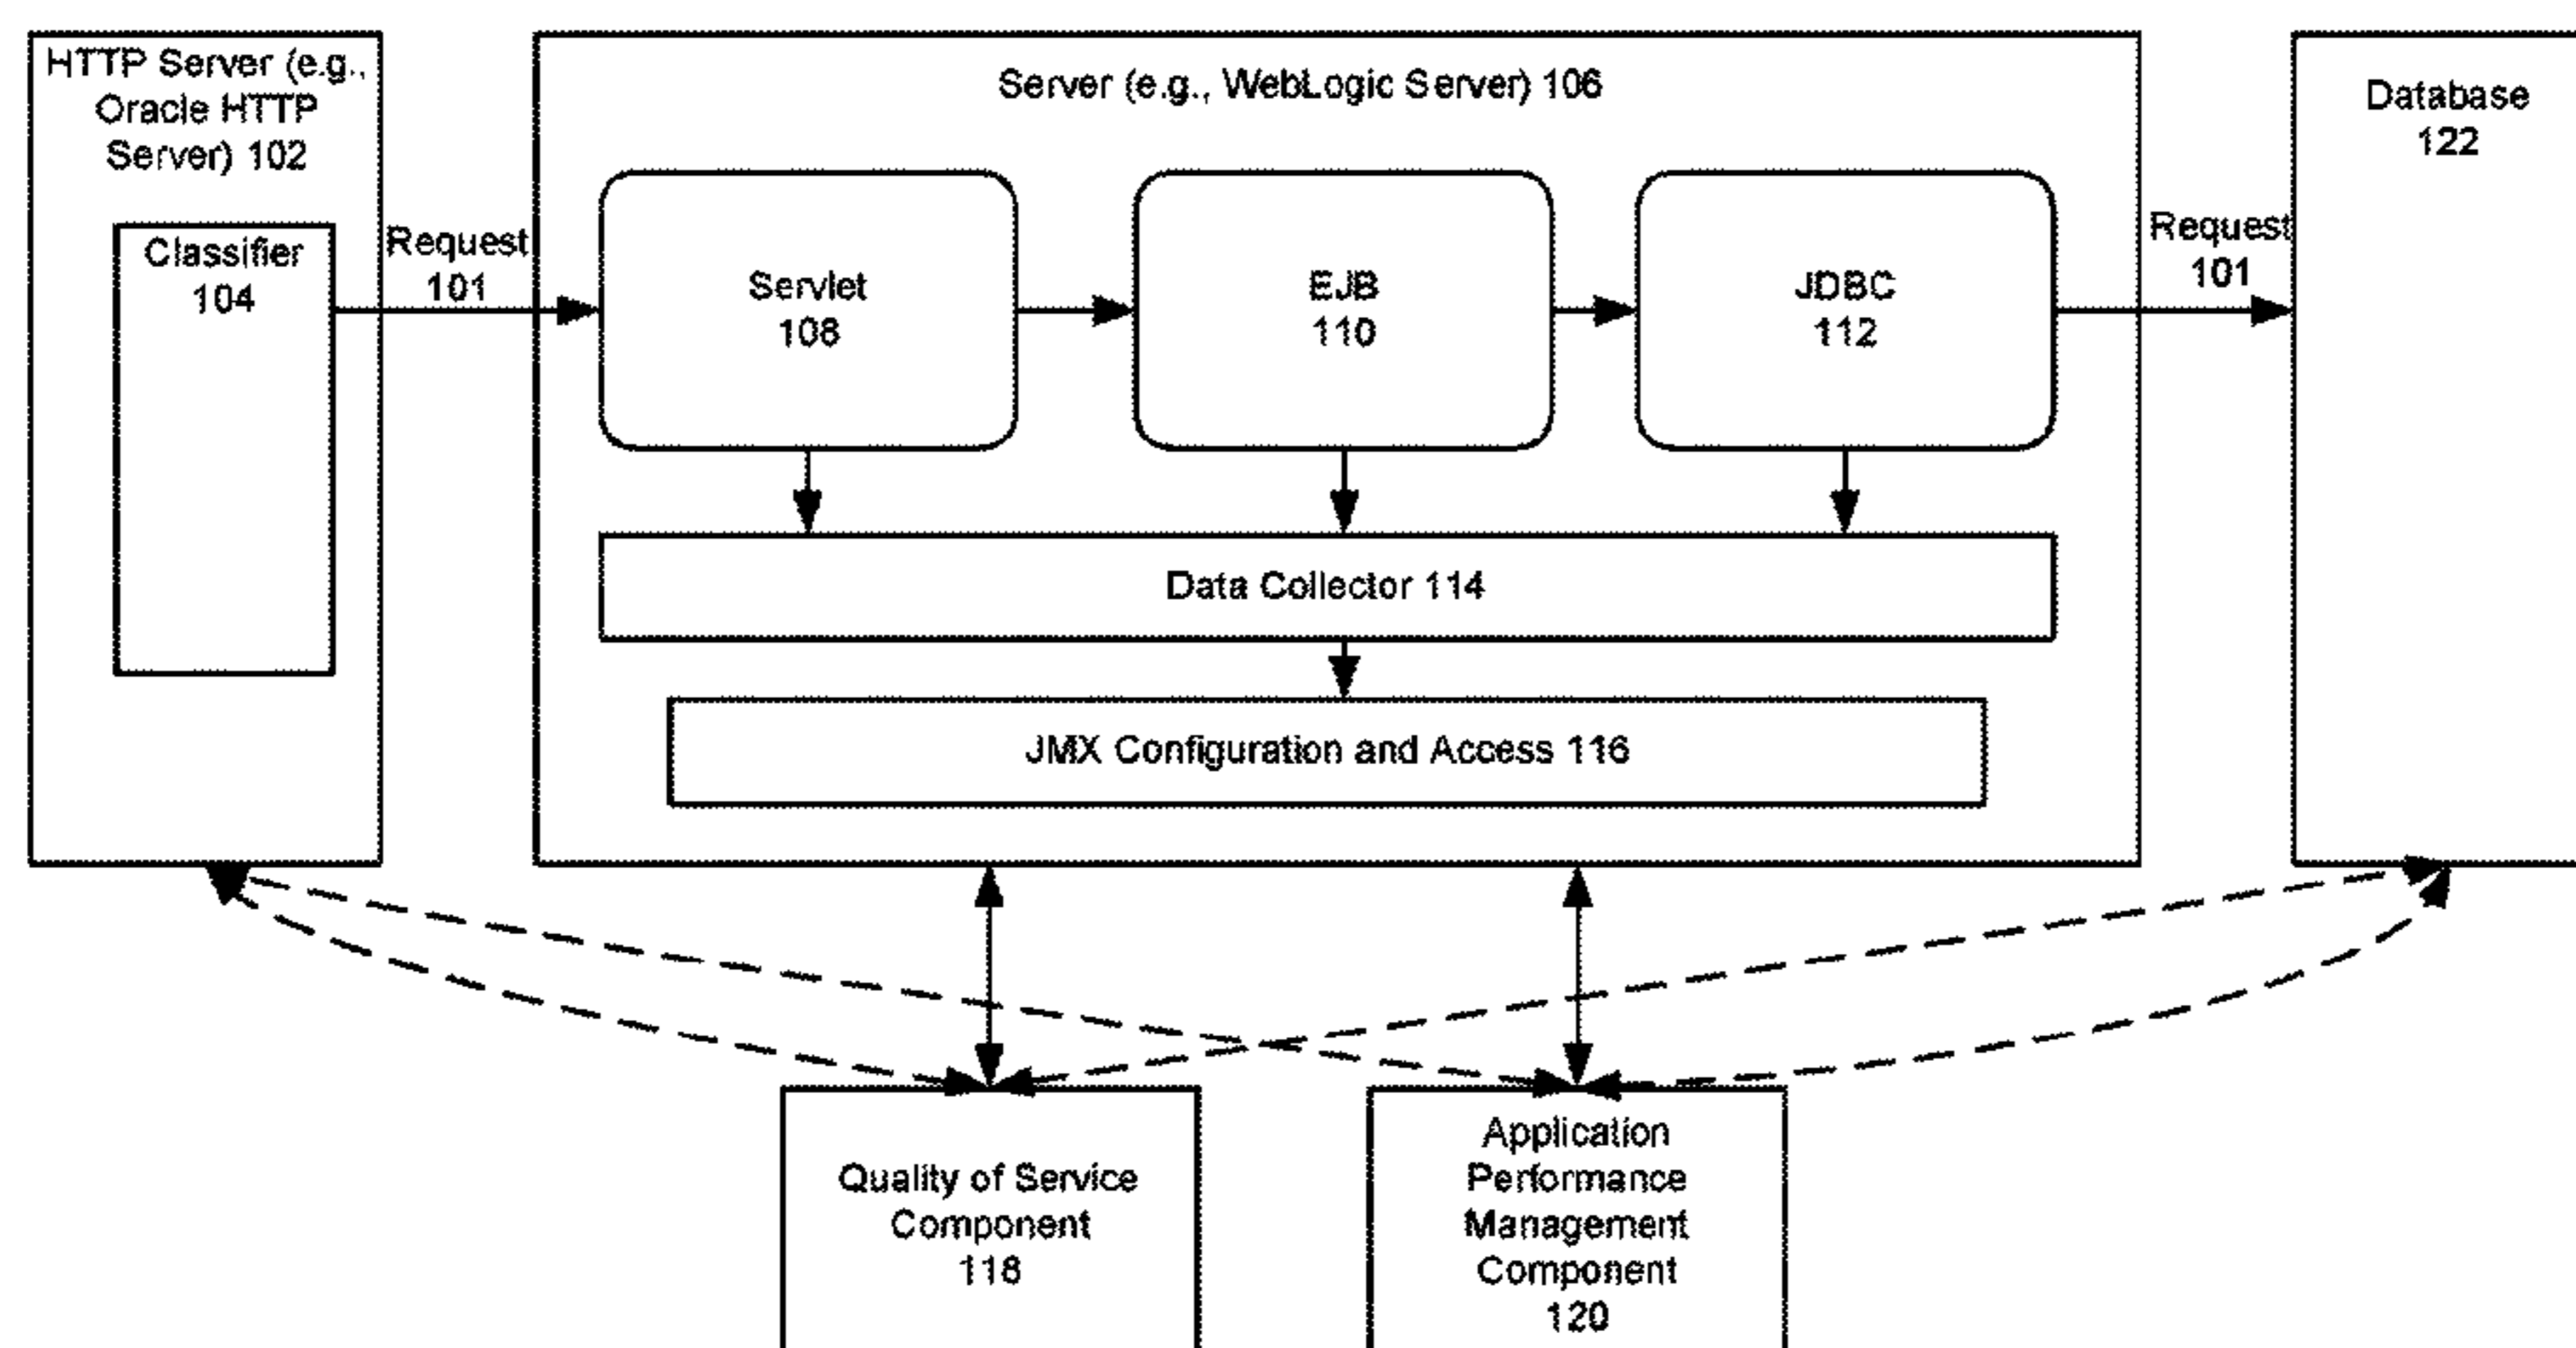 HTTP Server (e.g.,
Oracle HTTP
Server) 102
Classifier
104
Request
101
Server (e.g., WebLogic Server) 106
Servlet
108
EJB
110
JDBC
112
Data Collector 114
JMX Configuration and Access 116
Request
101
Database
122
Quality of Service
Component
118
Application
Performance
Management
Component
120